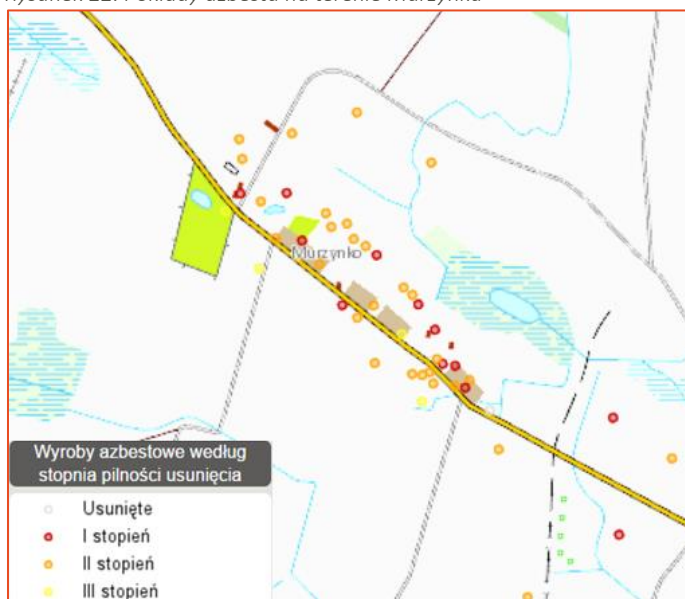 Murzynko
Wyroby azbestowe według
stopnia pilności usunięcia
Usunięte
I stopień
II stopień
III stopień